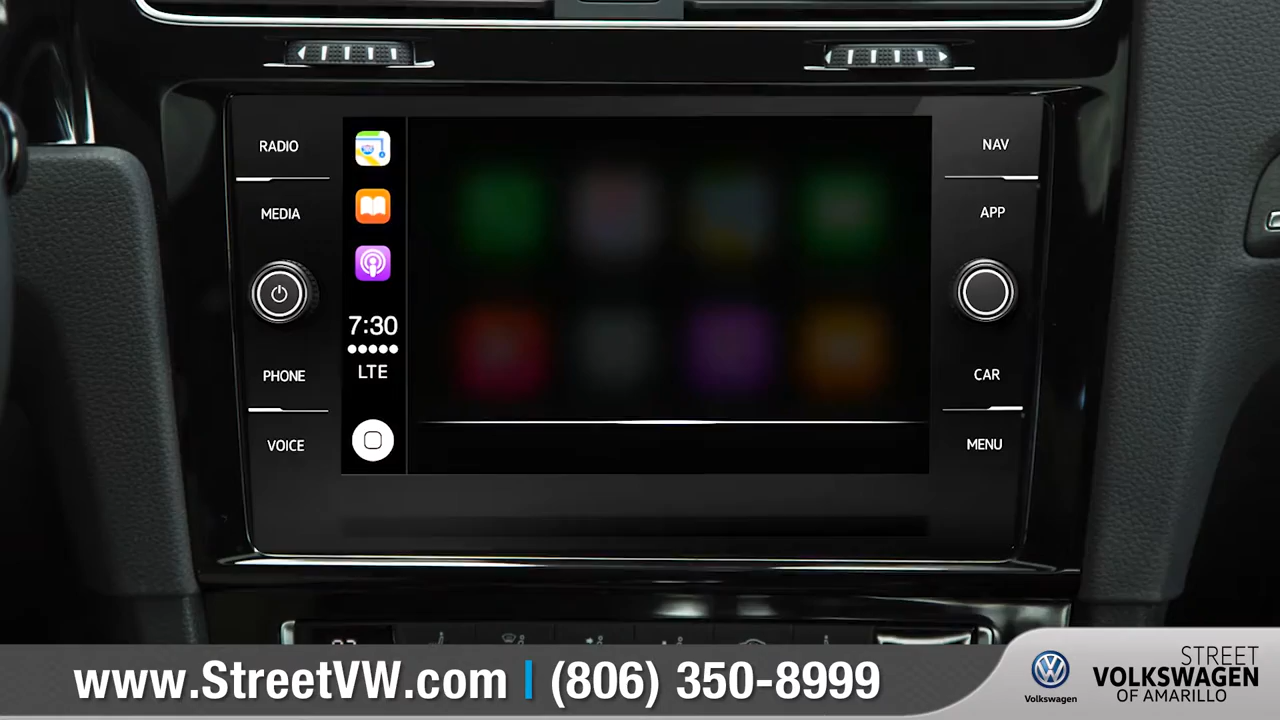 RADIO
MEDIA
PHONE
VOICE
7:30
LTE
NAV
APP
CAR
MENU
www.StreetVW.com | (806) 350-8999
Volkswagen
STREET
VOLKSWAGEN
OF AMARILLO